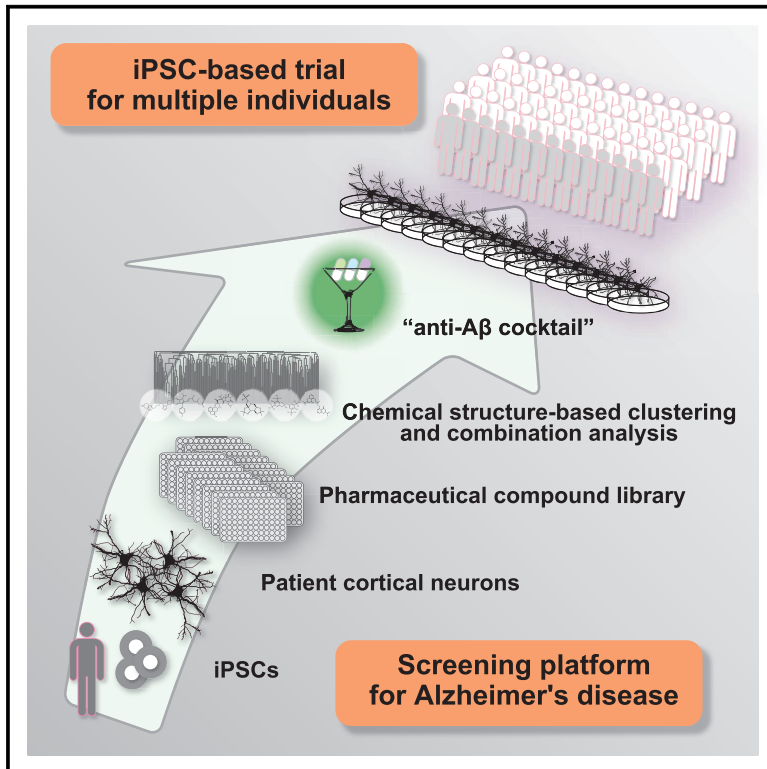 iPSC-based trial
for multiple individuals
“anti-Aβ cocktail”
Chemical structure-based clustering
and combination analysis
Pharmaceutical compound library
Patient cortical neurons
iPSCs
Screening platform
for Alzheimer's disease